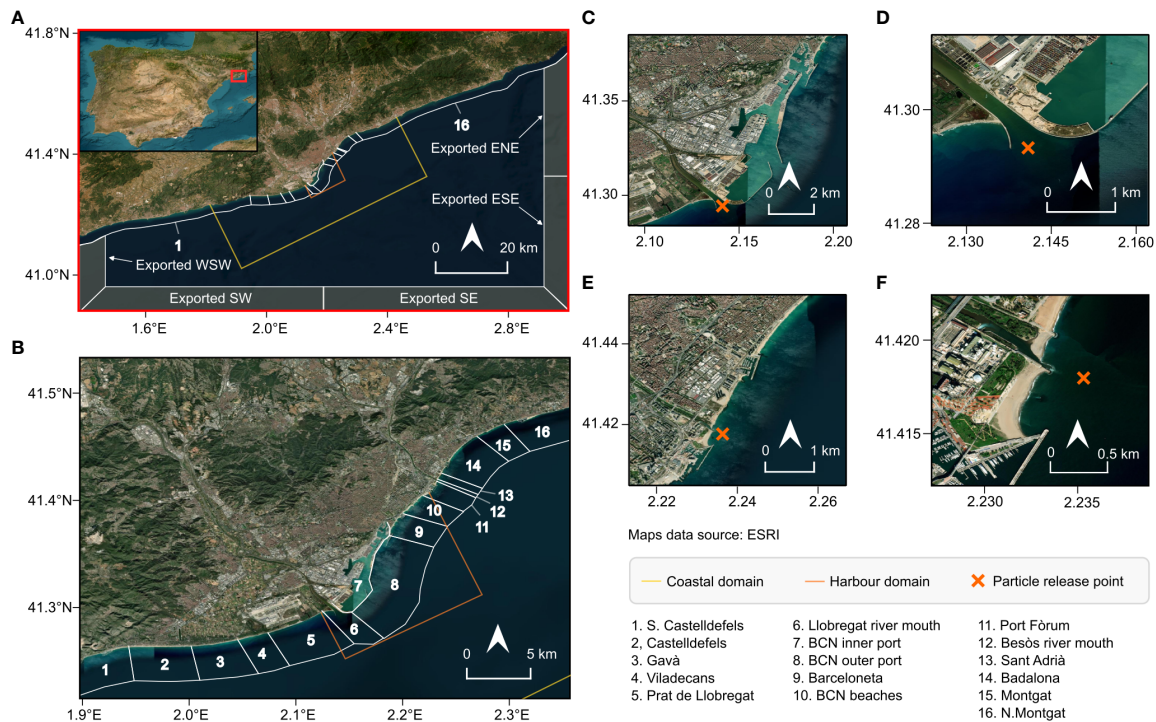 A
41.8°N
41.4°N
41.0°N
16
Exported ENE
Exported ESE
1
Exported WSW
0 20 km
Exported SW
Exported SE
1.6°E 2.0°E 2.4°E 2.8°E
B
41.5°N
41.4°N
41.3°N
16
15
14
13
12
11
10
9
8
7
6
5
4
3
2
1
0 5 km
1.9°E 2.0°E 2.1°E 2.2°E 2.3°E
C
41.35
41.30
0 2 km
2.10 2.15 2.20
D
41.30
41.28
0 1 km
2.130 2.145 2.160
E
41.44
41.42
0 1 km
2.22 2.24 2.26
F
41.420
41.415
0 0.5 km
2.230 2.235
Maps data source: ESRI
Coastal domain Harbour domain Particle release point
1. S. Castelldefels
2, Castelldefels
3. Gavà
4. Viladecans
5. Prat de Llobregat
6. Llobregat river mouth
7. BCN inner port
8. BCN outer port
9. Barceloneta
10. BCN beaches
11. Port Fòrum
12. Besòs river mouth
13. Sant Adrià
14. Badalona
15. Montgat
16. N.Montgat